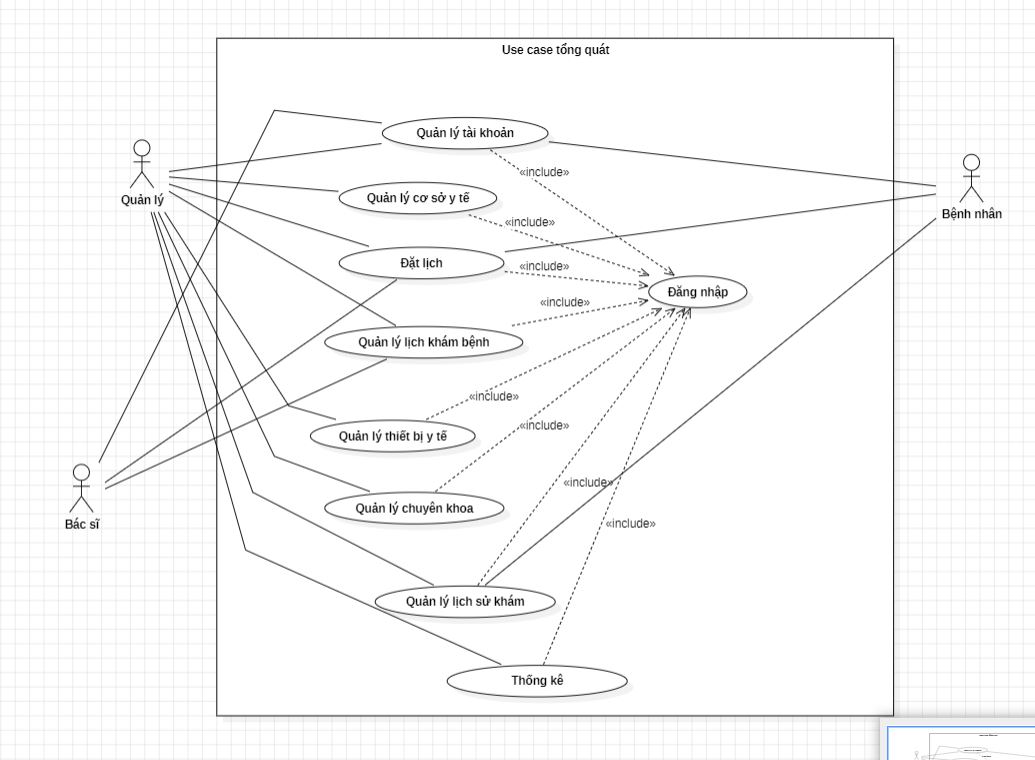 Use case tổng quát
Quản lý tài khoản
«include»
Quản lý
Quản lý cơ sở y tế
Bệnh nhân
«include»
Đặt lịch
«include»
Đăng nhập
«include»
Quản lý lịch khám bệnh
«include»
«include»
Quản lý thiết bị y tế
«include»
Quản lý chuyên khoa
Bác sĩ
«include»
Quản lý lịch sử khám
Thống kê